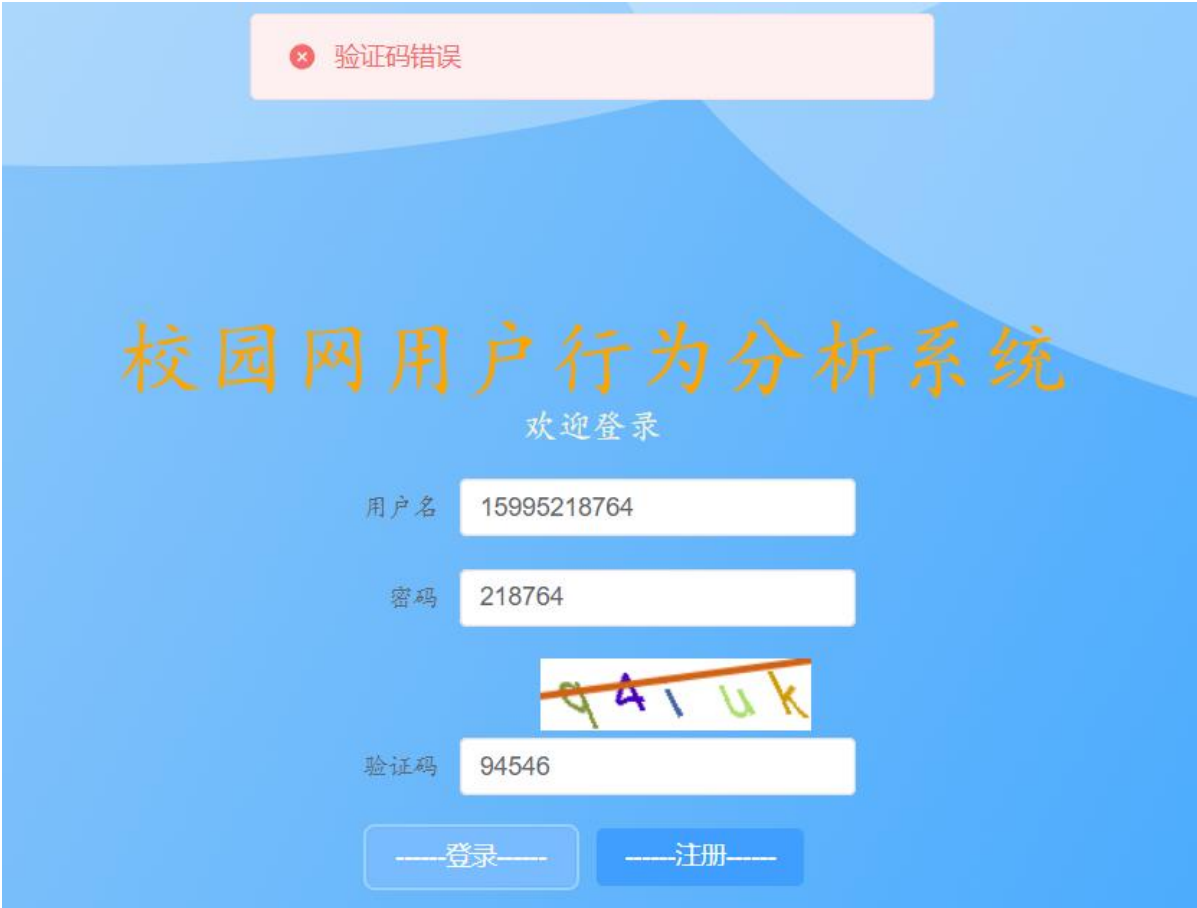 验证码错误
校园网用户行为分析系统
欢迎登录
用户名 15995218764
密码 218764
94iuk
验证码 94546
------登录------ ------注册------